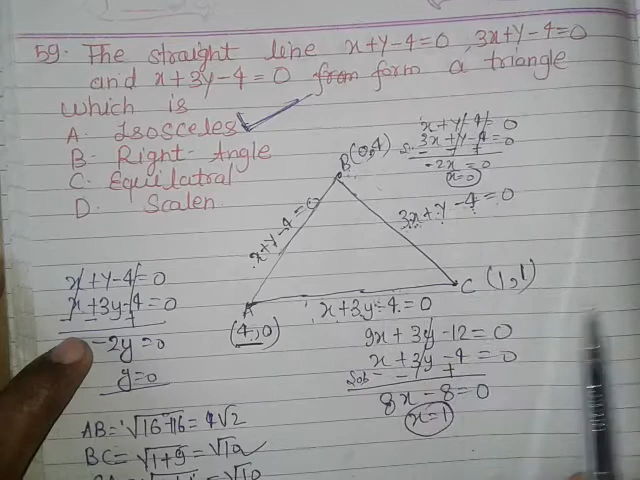 59. The straight line x+y-4=0, 3x+y-4=0
and x+3y-4=0 from form a triangle
which is
A. Isosceles
B. Right-Angle
C. Equilatral
D. Scalen
x+y-4=0
3x+y-4=0
-2x=0
x=0
B(0,4)
x+y-4=0
3x+y-4=0
A
(4,0)
x+3y-4=0
C (1,1)
x+y-4=0
x+3y-4=0
-2y=0
y=0
9x+3y-12=0
x+3y-4=0
Sub
8x-8=0
x=1
AB=√16-16=4√2
BC=√1+9=√10
=√10